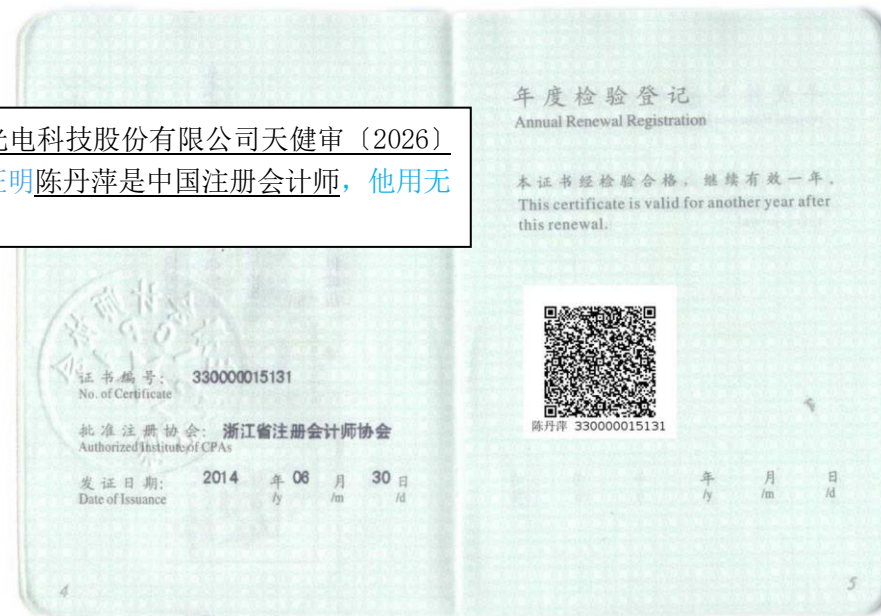 光电科技股份有限公司天健审〔2026〕
证明陈丹萍是中国注册会计师，他用无
证书编号： 330000015131
No. of Certificate
批准注册协会： 浙江省注册会计师协会
Authorized Institute of CPAs
发证日期： 2014 年 06 月 30 日
Date of Issuance /y /m /d
4
年度检验登记
Annual Renewal Registration
本证书经检验合格，继续有效一年。
This certificate is valid for another year after
this renewal.
陈丹萍 330000015131
年 月 日
/y /m /d
5